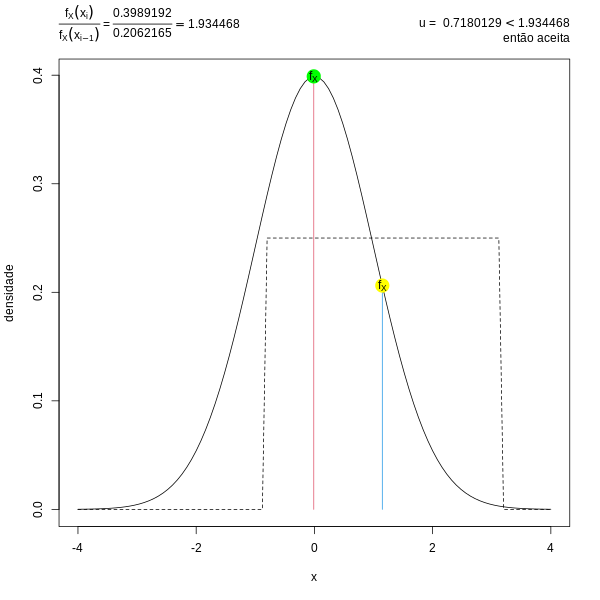 fX(xi) / fX(xi−1) = 0.3989192 / 0.2062165 = 1.934468
u = 0.7180129 < 1.934468
então aceita
fX
fX
densidade
0.4
0.3
0.2
0.1
0.0
-4 -2 0 2 4
x